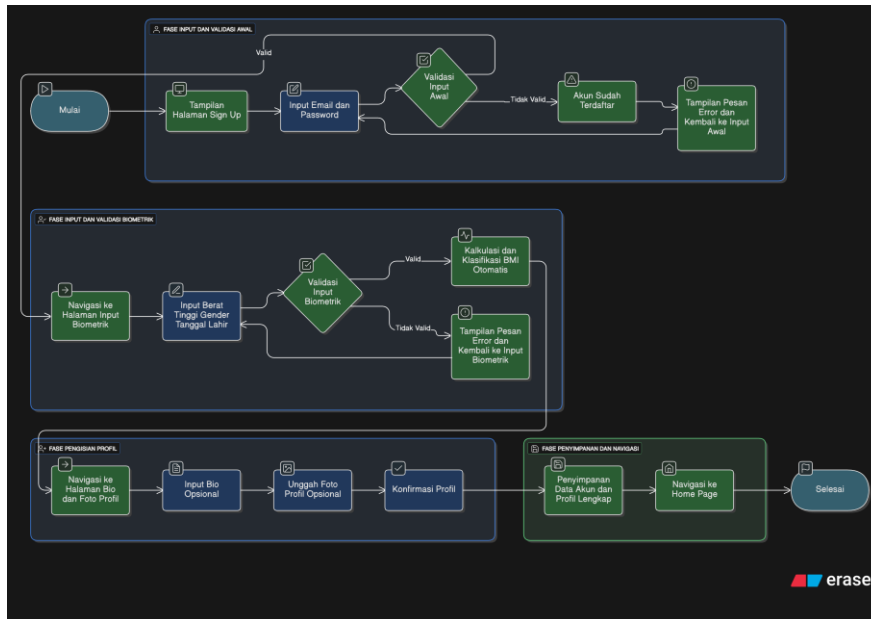 FASE INPUT DAN VALIDASI AWAL
Valid
Mulai
Tampilan
Halaman Sign Up
Input Email dan
Password
Validasi
Input
Awal
Tidak Valid
Akun Sudah
Terdaftar
Tampilan Pesan
Error dan
Kembali ke Input
Awal
FASE INPUT DAN VALIDASI BIOMETRIK
Navigasi ke
Halaman Input
Biometrik
Input Berat
Tinggi Gender
Tanggal Lahir
Validasi
Input
Biometrik
Valid
Kalkulasi dan
Klasifikasi BMI
Otomatis
Tidak Valid
Tampilan Pesan
Error dan
Kembali ke Input
Biometrik
FASE PENGISIAN PROFIL
Navigasi ke
Halaman Bio
dan Foto Profil
Input Bio
Opsional
Unggah Foto
Profil Opsional
Konfirmasi Profil
FASE PENYIMPANAN DAN NAVIGASI
Penyimpanan
Data Akun dan
Profil Lengkap
Navigasi ke
Home Page
Selesai
erase